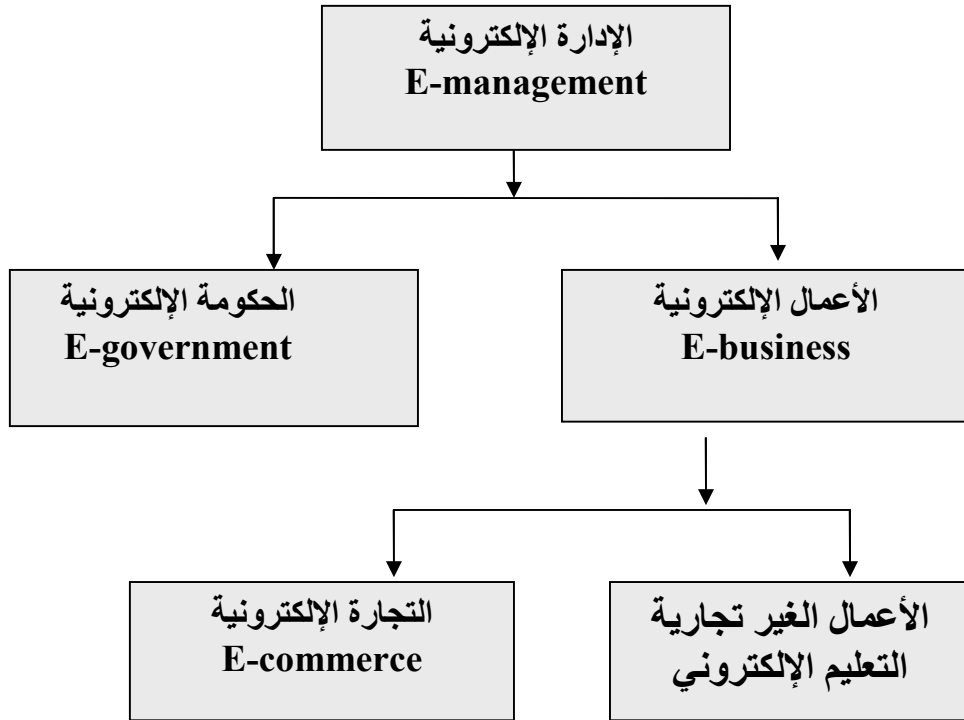 الإدارة الإلكترونية
E-management
الأعمال الإلكترونية
E-business
الحكومة الإلكترونية
E-government
الأعمال الغير تجارية
التعليم الإلكتروني
التجارة الإلكترونية
E-commerce